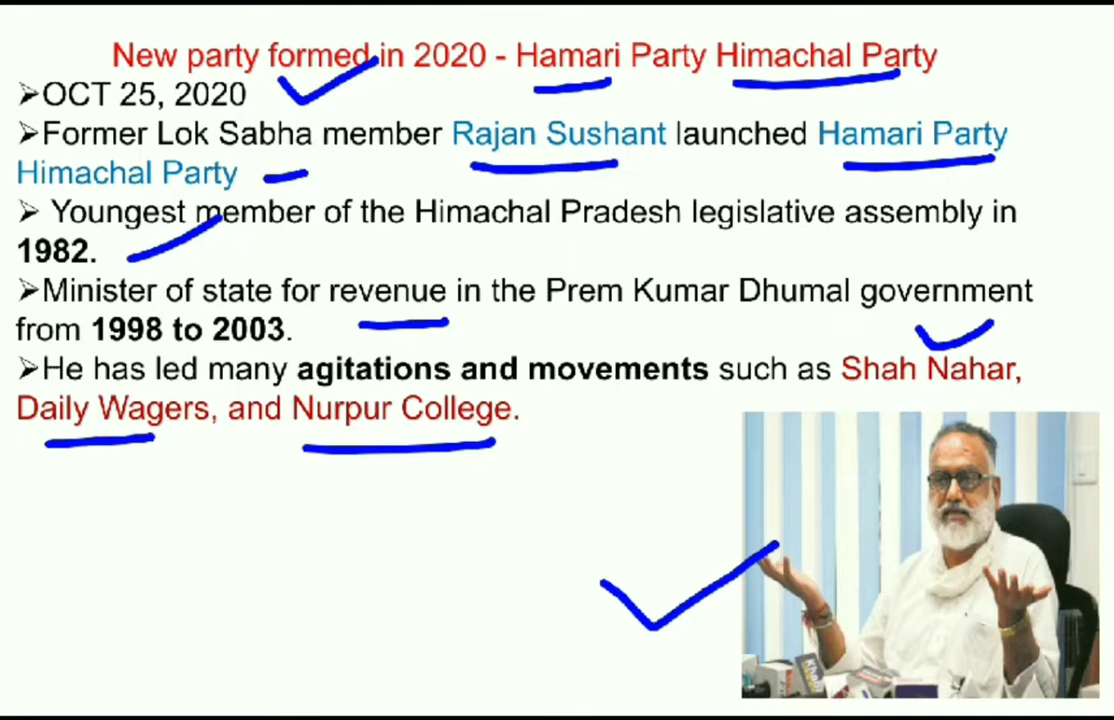 New party formed in 2020 - Hamari Party Himachal Party
➢OCT 25, 2020
➢Former Lok Sabha member Rajan Sushant launched Hamari Party
Himachal Party
➢ Youngest member of the Himachal Pradesh legislative assembly in
1982.
➢Minister of state for revenue in the Prem Kumar Dhumal government
from 1998 to 2003.
➢He has led many agitations and movements such as Shah Nahar,
Daily Wagers, and Nurpur College.